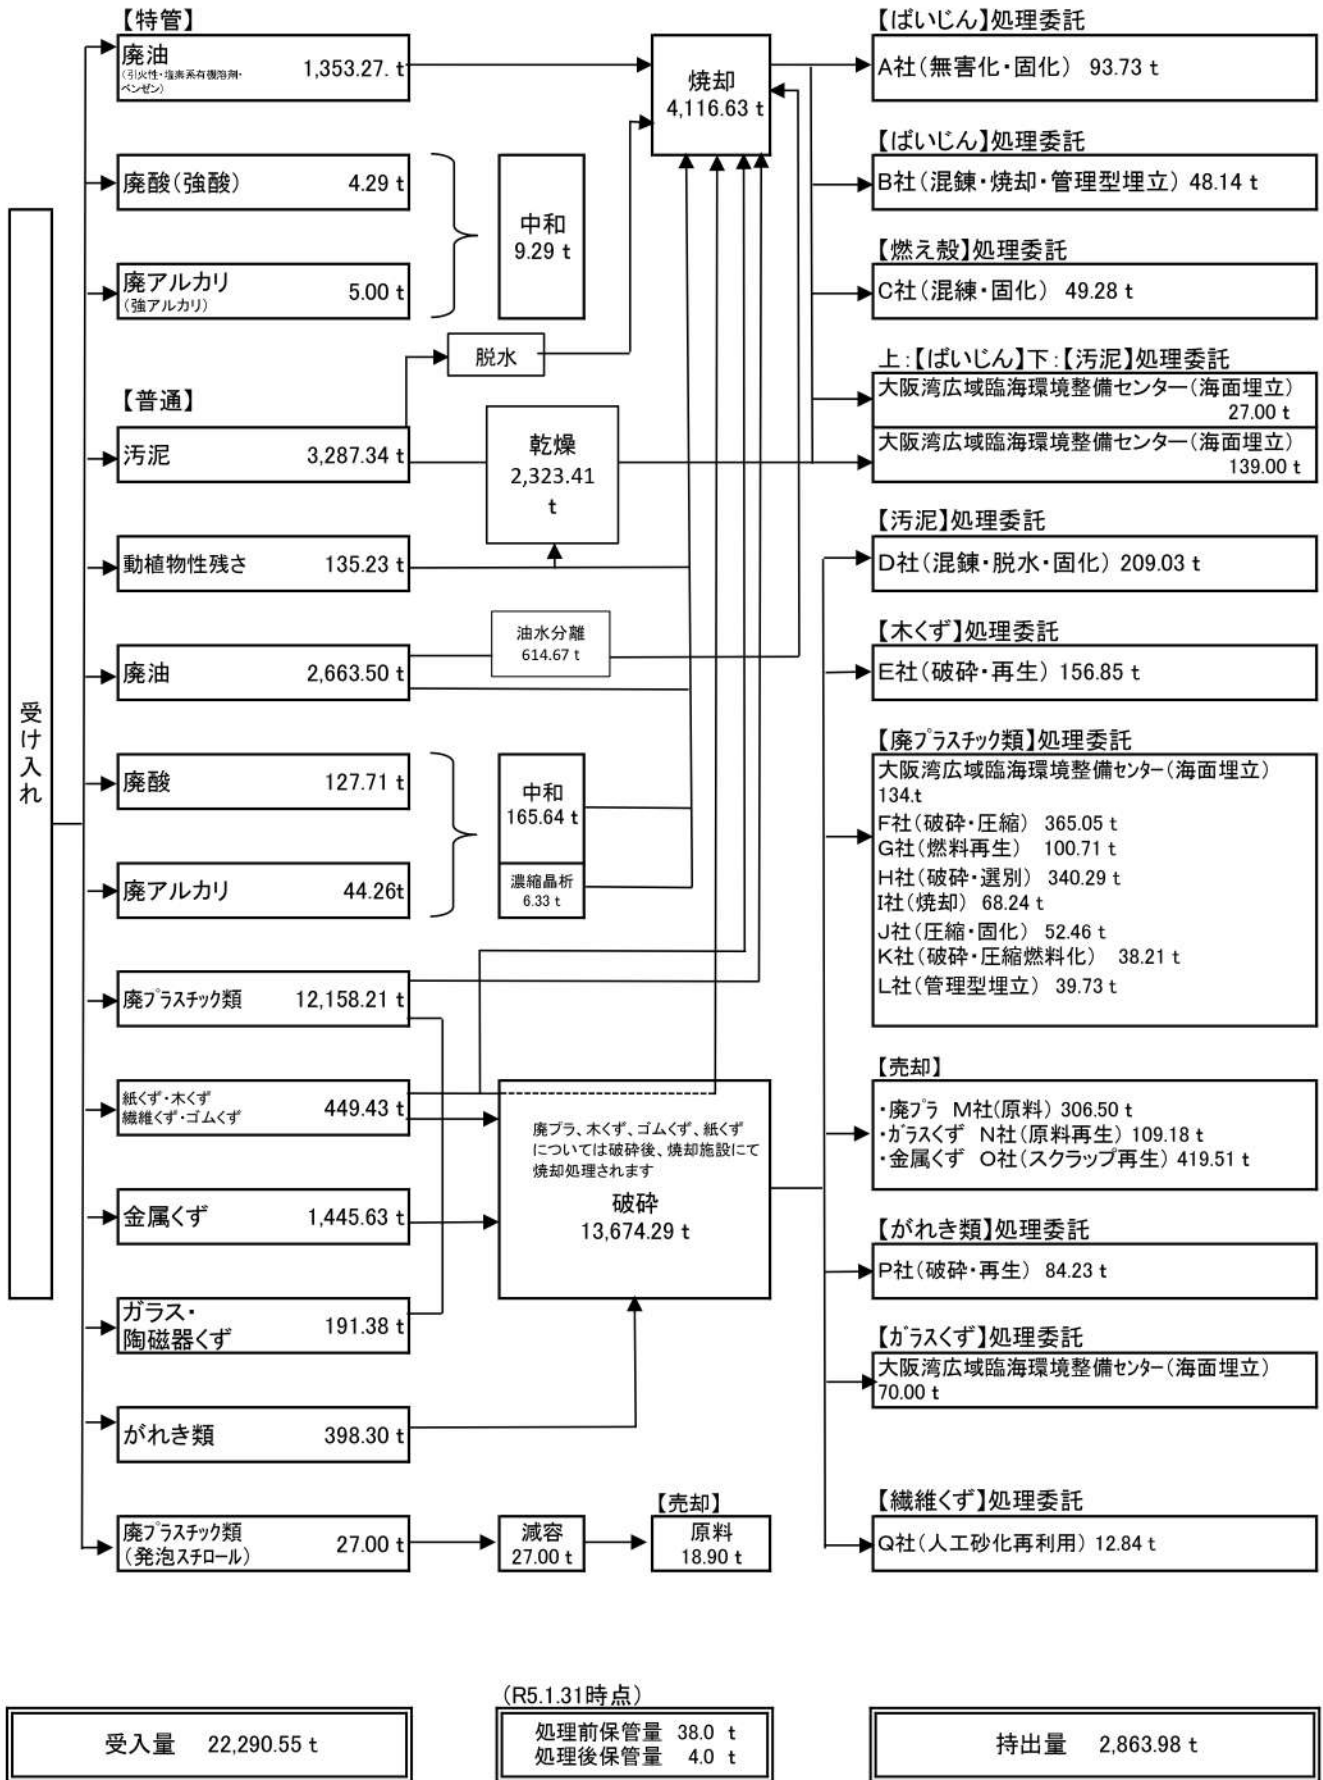 【特管】
廃油
(引火性・塩素系有機溶剤・
ベンゼン)
1,353.27. t
廃酸(強酸) 4.29 t
廃アルカリ
(強アルカリ)
5.00 t
中和
9.29 t
脱水
焼却
4,116.63 t
【普通】
汚泥 3,287.34 t
乾燥
2,323.41
t
動植物性残さ 135.23 t
廃油 2,663.50 t
油水分離
614.67 t
廃酸 127.71 t
廃アルカリ 44.26t
中和
165.64 t
濃縮晶析
6.33 t
受け入れ
廃プラスチック類 12,158.21 t
紙くず・木くず
繊維くず・ゴムくず
449.43 t
金属くず 1,445.63 t
ガラス・
陶磁器くず
191.38 t
がれき類 398.30 t
廃プラ、木くず、ゴムくず、紙くず
については破砕後、焼却施設にて
焼却処理されます
破砕
13,674.29 t
廃プラスチック類
(発泡スチロール)
27.00 t
減容
27.00 t
【売却】
原料
18.90 t
【ばいじん】処理委託
A社(無害化・固化) 93.73 t
【ばいじん】処理委託
B社(混錬・焼却・管理型埋立) 48.14 t
【燃え殻】処理委託
C社(混練・固化) 49.28 t
上:【ばいじん】下:【汚泥】処理委託
大阪湾広域臨海環境整備センター(海面埋立)
27.00 t
大阪湾広域臨海環境整備センター(海面埋立)
139.00 t
【汚泥】処理委託
D社(混錬・脱水・固化) 209.03 t
【木くず】処理委託
E社(破砕・再生) 156.85 t
【廃プラスチック類】処理委託
大阪湾広域臨海環境整備センター(海面埋立)
134.t
F社(破砕・圧縮) 365.05 t
G社(燃料再生) 100.71 t
H社(破砕・選別) 340.29 t
I社(焼却) 68.24 t
J社(圧縮・固化) 52.46 t
K社(破砕・圧縮燃料化) 38.21 t
L社(管理型埋立) 39.73 t
【売却】
・廃プラ M社(原料) 306.50 t
・ガラスくず N社(原料再生) 109.18 t
・金属くず O社(スクラップ再生) 419.51 t
【がれき類】処理委託
P社(破砕・再生) 84.23 t
【ガラスくず】処理委託
大阪湾広域臨海環境整備センター(海面埋立)
70.00 t
【繊維くず】処理委託
Q社(人工砂化再利用) 12.84 t
受入量 22,290.55 t
(R5.1.31時点)
処理前保管量 38.0 t
処理後保管量 4.0 t
持出量 2,863.98 t